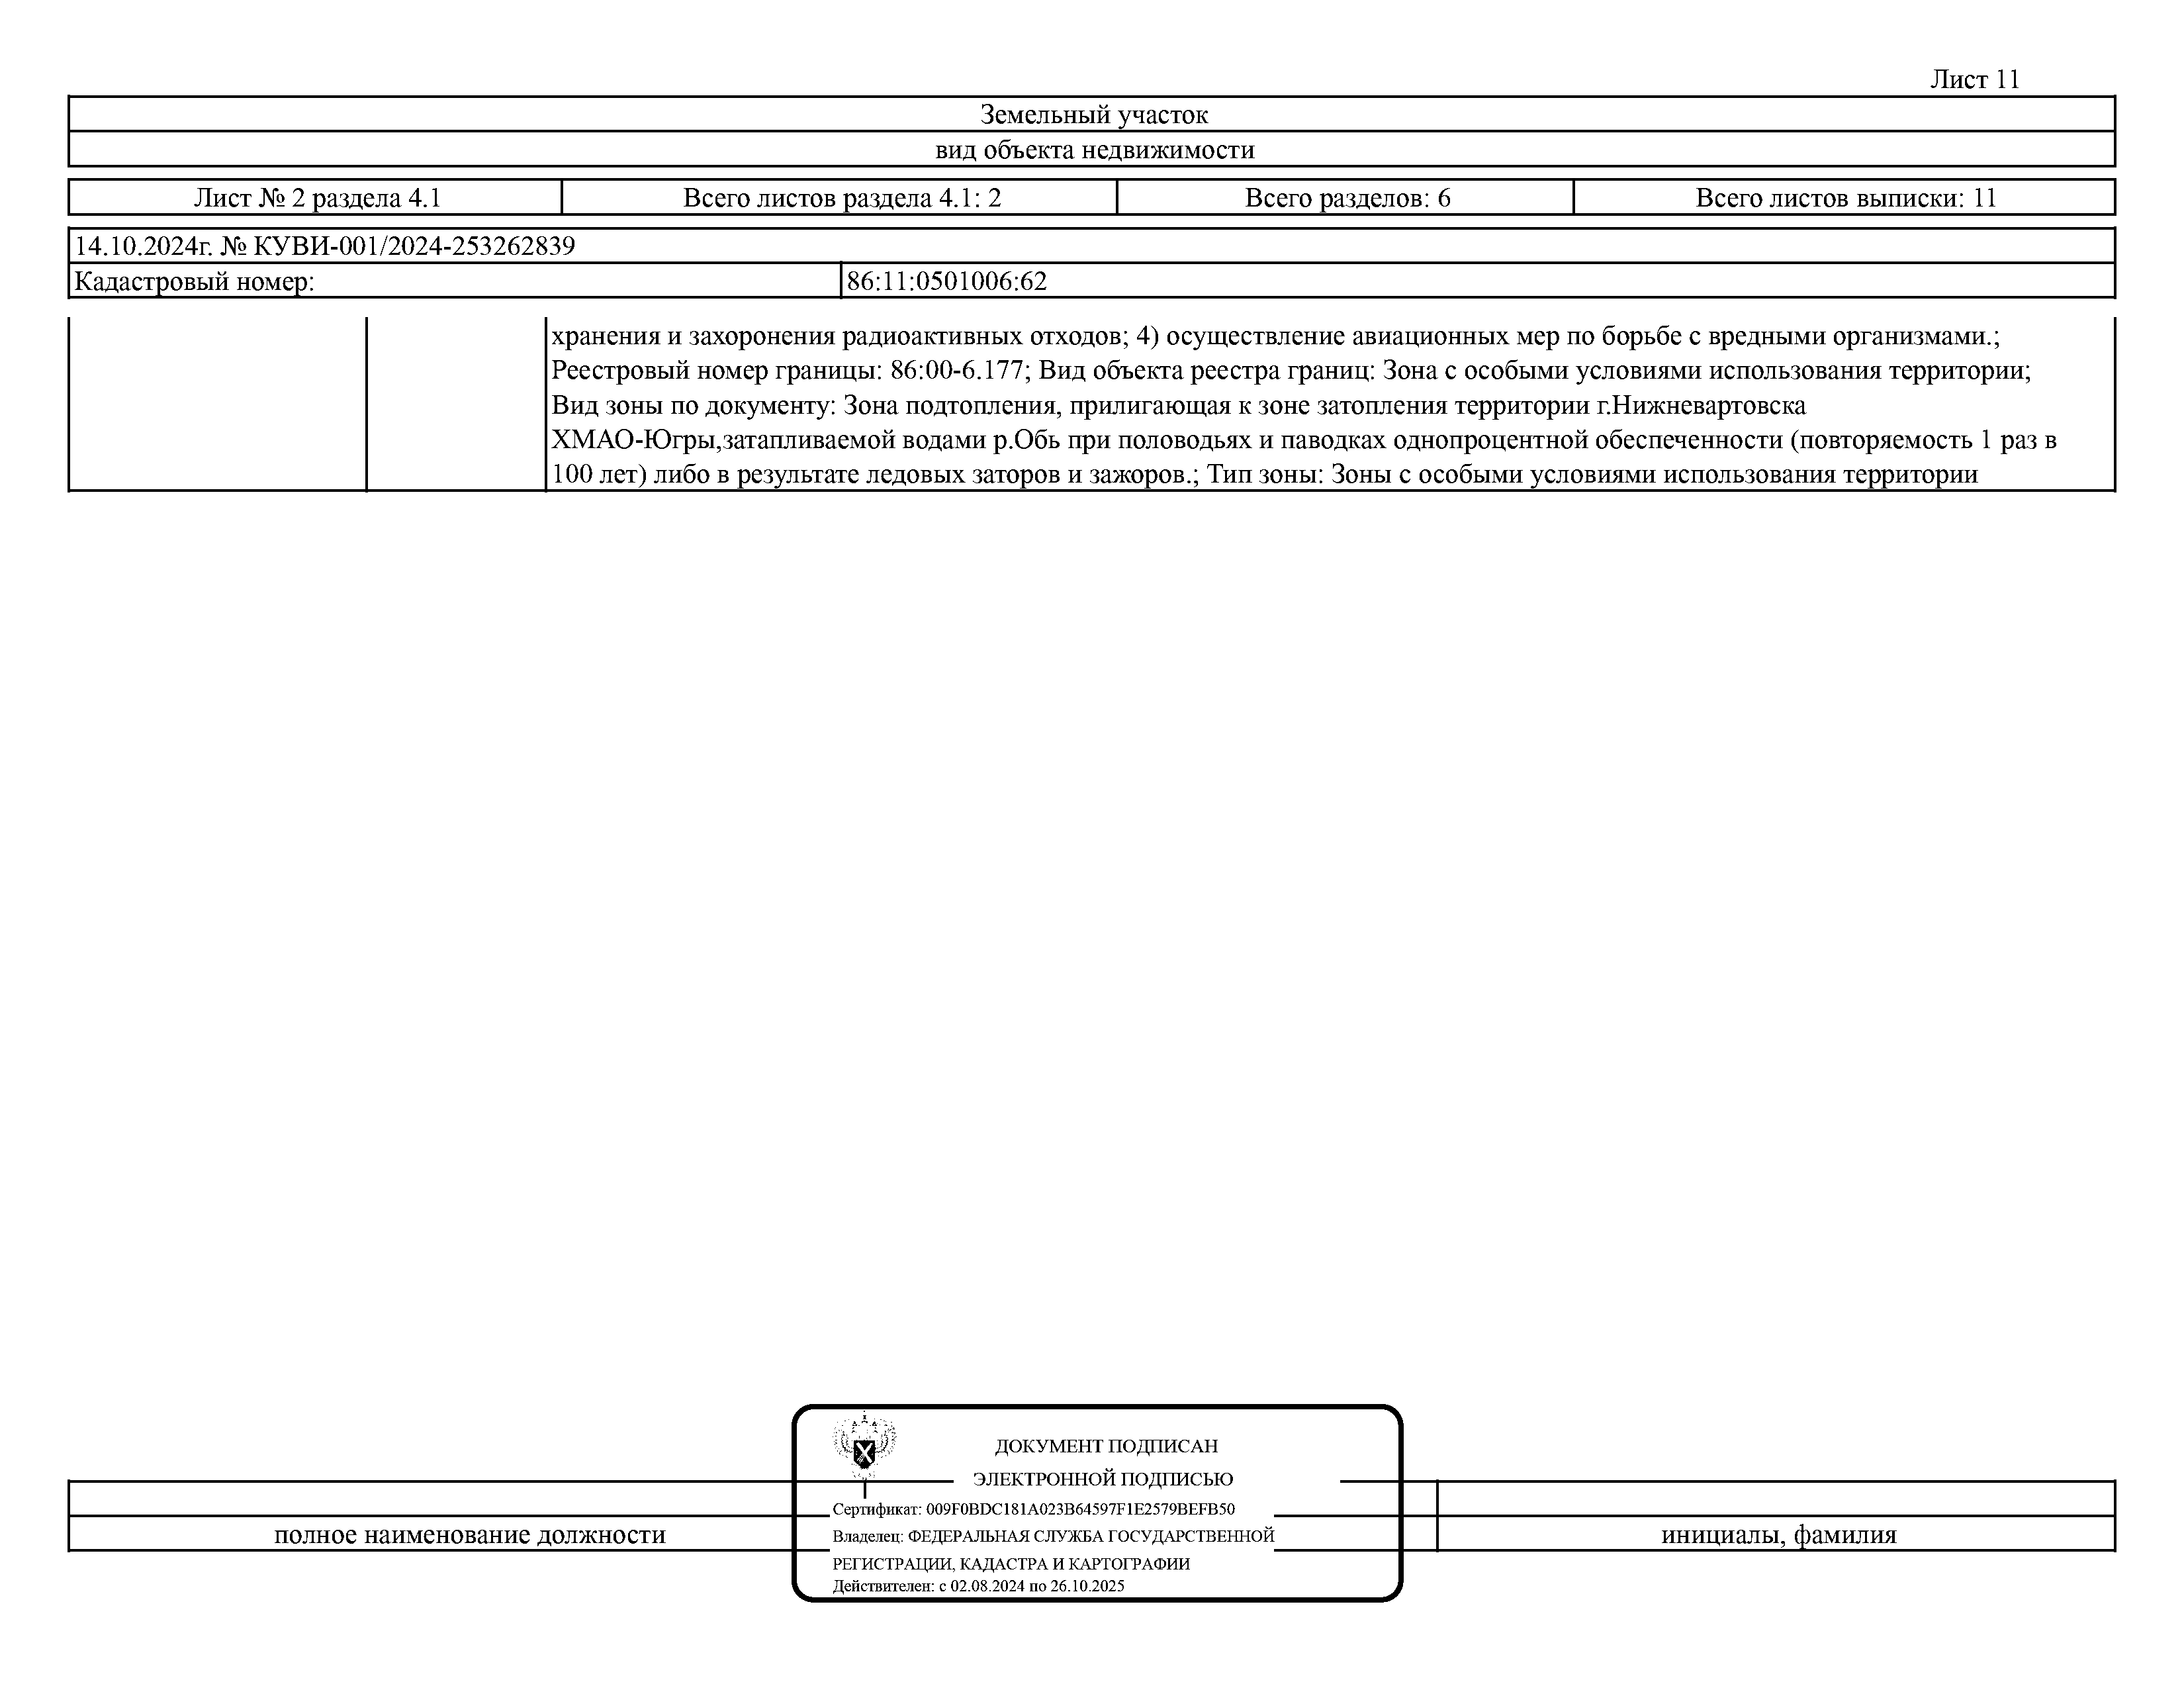 Лист 11
Земельный участок
вид объекта недвижимости
Лист № 2 раздела 4.1 Всего листов раздела 4.1: 2 Всего разделов: 6 Всего листов выписки: 11
14.10.2024г. № КУВИ-001/2024-253262839
Кадастровый номер: 86:11:0501006:62
хранения и захоронения радиоактивных отходов; 4) осуществление авиационных мер по борьбе с вредными организмами.;
Реестровый номер границы: 86:00-6.177; Вид объекта реестра границ: Зона с особыми условиями использования территории;
Вид зоны по документу: Зона подтопления, прилигающая к зоне затопления территории г.Нижневартовска
ХМАО-Югры,затапливаемой водами р.Обь при половодьях и паводках однопроцентной обеспеченности (повторяемость 1 раз в
100 лет) либо в результате ледовых заторов и зажоров.; Тип зоны: Зоны с особыми условиями использования территории
ДОКУМЕНТ ПОДПИСАН
ЭЛЕКТРОННОЙ ПОДПИСЬЮ
Сертификат: 009F0BDC181A023B64597F1E2579BEFB50
Владелец: ФЕДЕРАЛЬНАЯ СЛУЖБА ГОСУДАРСТВЕННОЙ
РЕГИСТРАЦИИ, КАДАСТРА И КАРТОГРАФИИ
Действителен: с 02.08.2024 по 26.10.2025
полное наименование должности
инициалы, фамилия